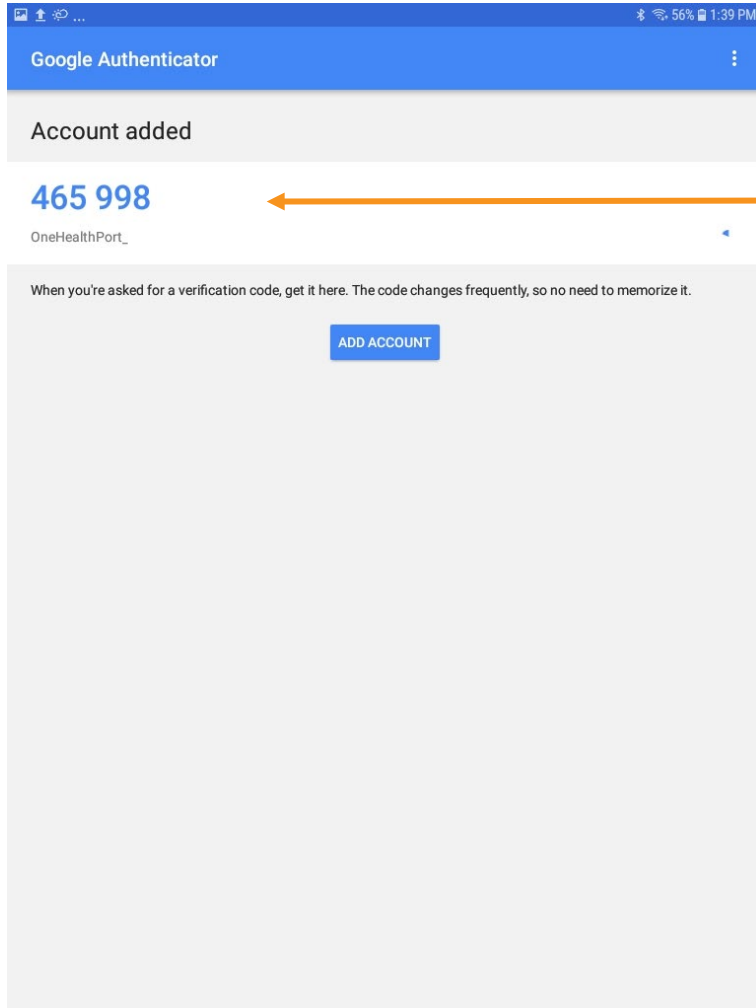 ... 56% 1:39 PM
Google Authenticator
Account added
465 998
OneHealthPort_
When you're asked for a verification code, get it here. The code changes frequently, so no need to memorize it.
ADD ACCOUNT